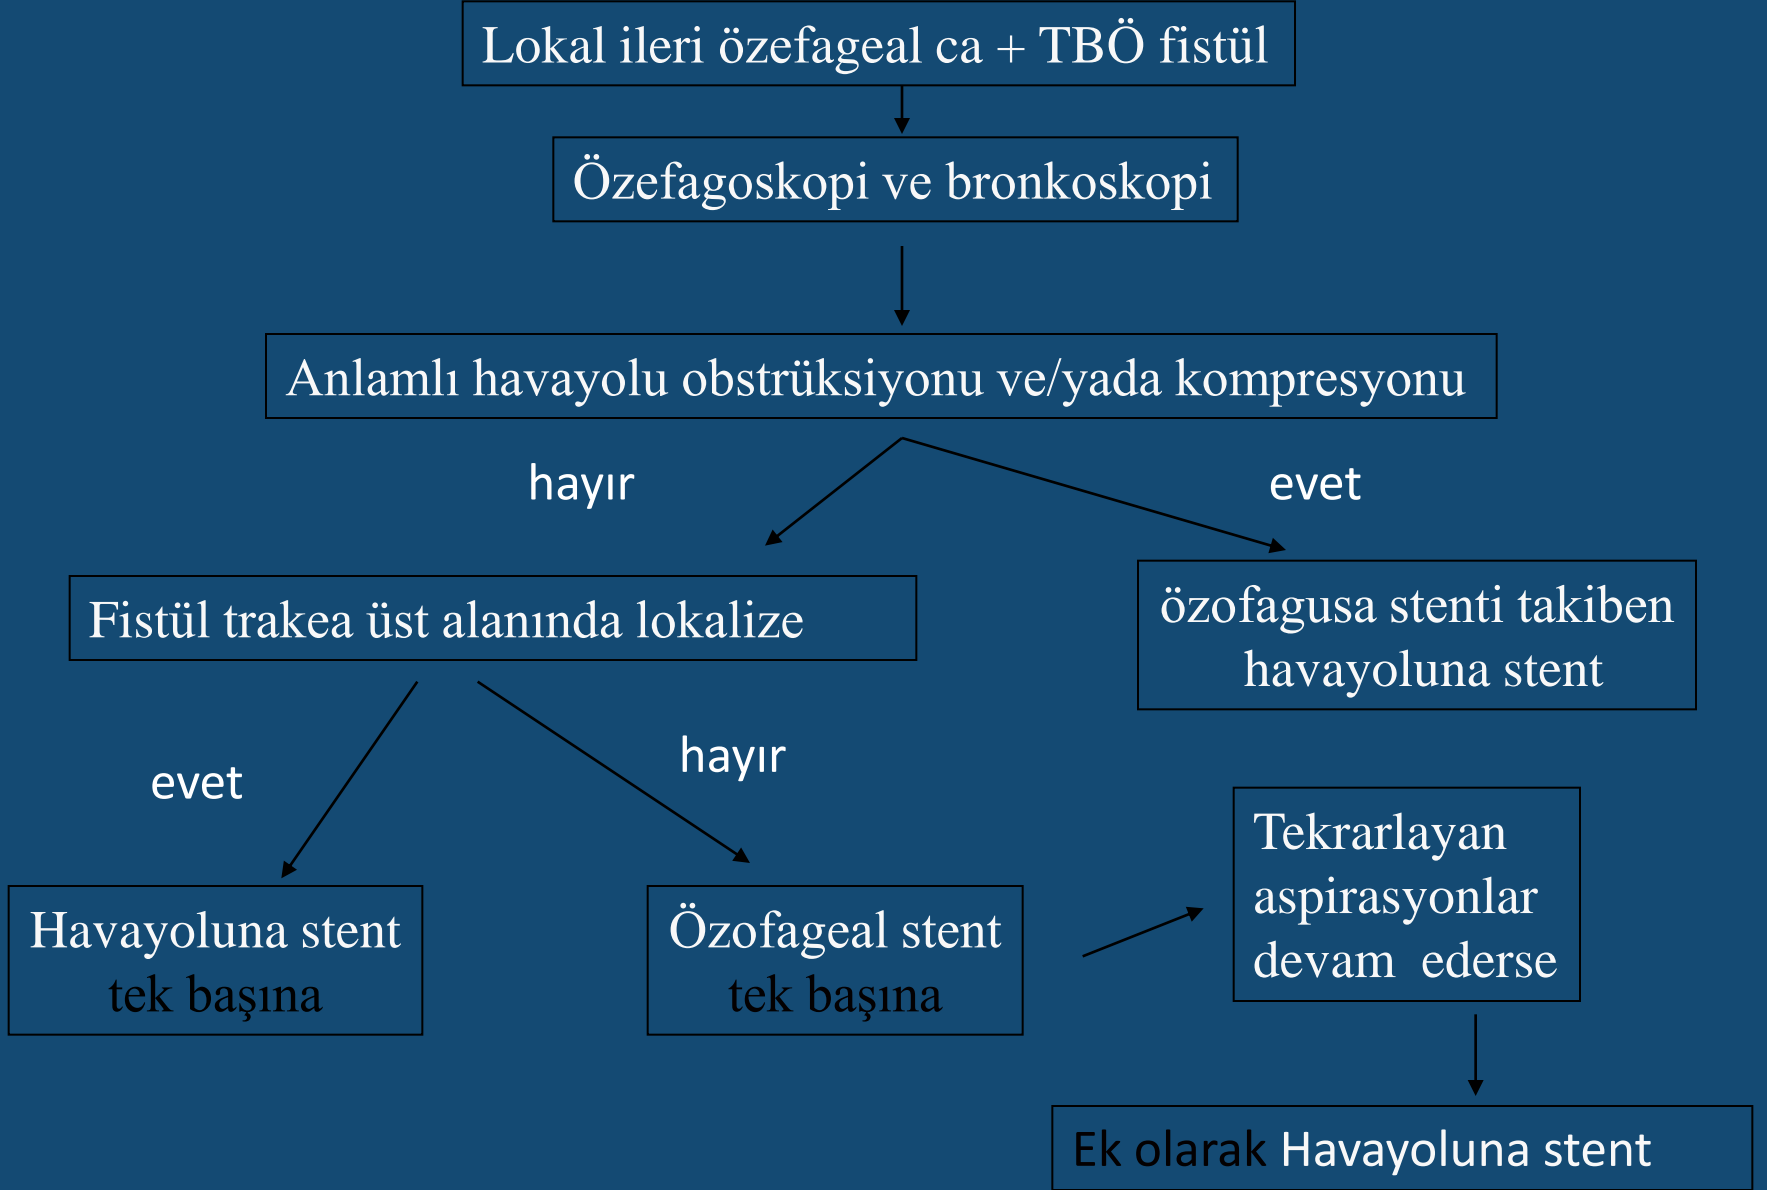 Lokal ileri özefageal ca + TBÖ fistül
Özefagoskopi ve bronkoskopi
Anlamlı havayolu obstrüksiyonu ve/yada kompresyonu
hayır
evet
Fistül trakea üst alanında lokalize
özofagusa stenti takiben
havayoluna stent
evet
hayır
Havayoluna stent
tek başına
Özofageal stent
tek başına
Tekrarlayan
aspirasyonlar
devam ederse
Ek olarak Havayoluna stent